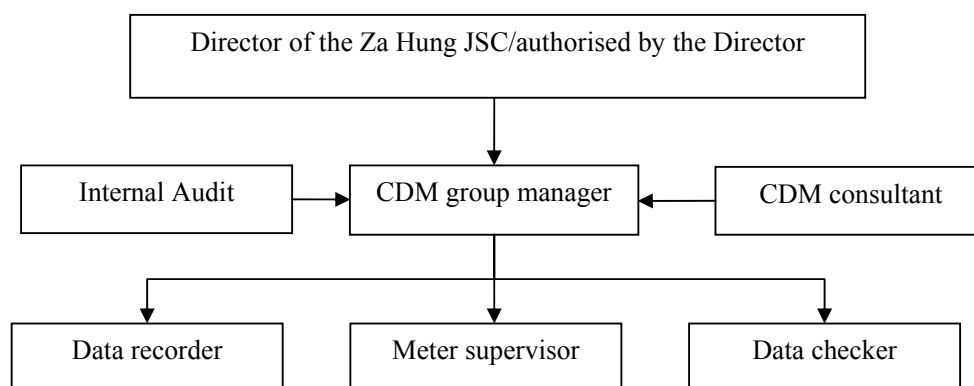 Director of the Za Hung JSC/authorised by the Director
Internal Audit
CDM group manager
CDM consultant
Data recorder
Meter supervisor
Data checker